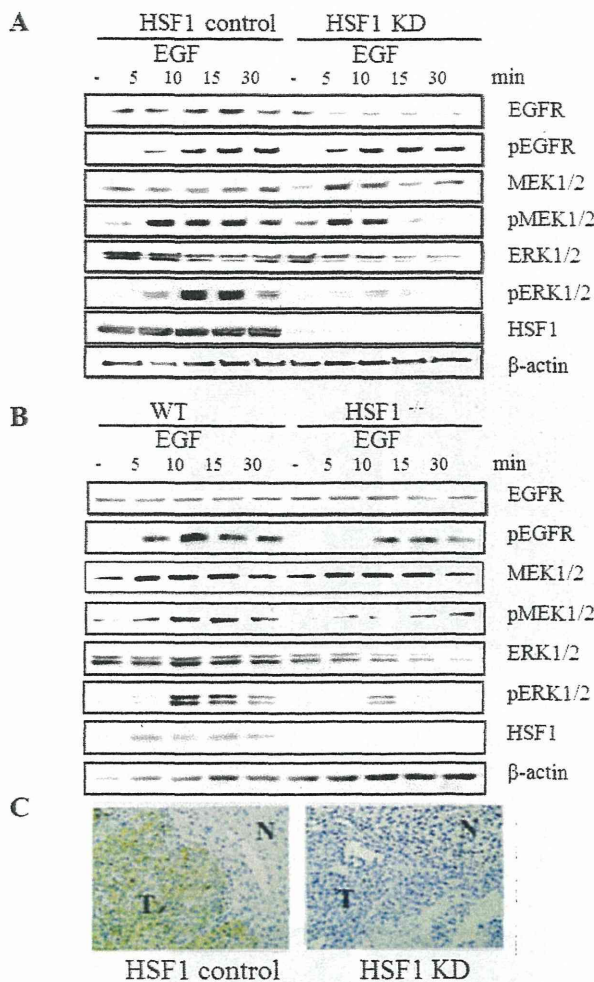 A
HSF1 control HSF1 KD
EGF EGF
- 5 10 15 30 - 5 10 15 30 min
EGFR
pEGFR
MEK1/2
pMEK1/2
ERK1/2
pERK1/2
HSF1
β-actin
B
WT HSF1 -/-
EGF EGF
- 5 10 15 30 - 5 10 15 30 min
EGFR
pEGFR
MEK1/2
pMEK1/2
ERK1/2
pERK1/2
HSF1
β-actin
C
N N
T T
HSF1 control HSF1 KD